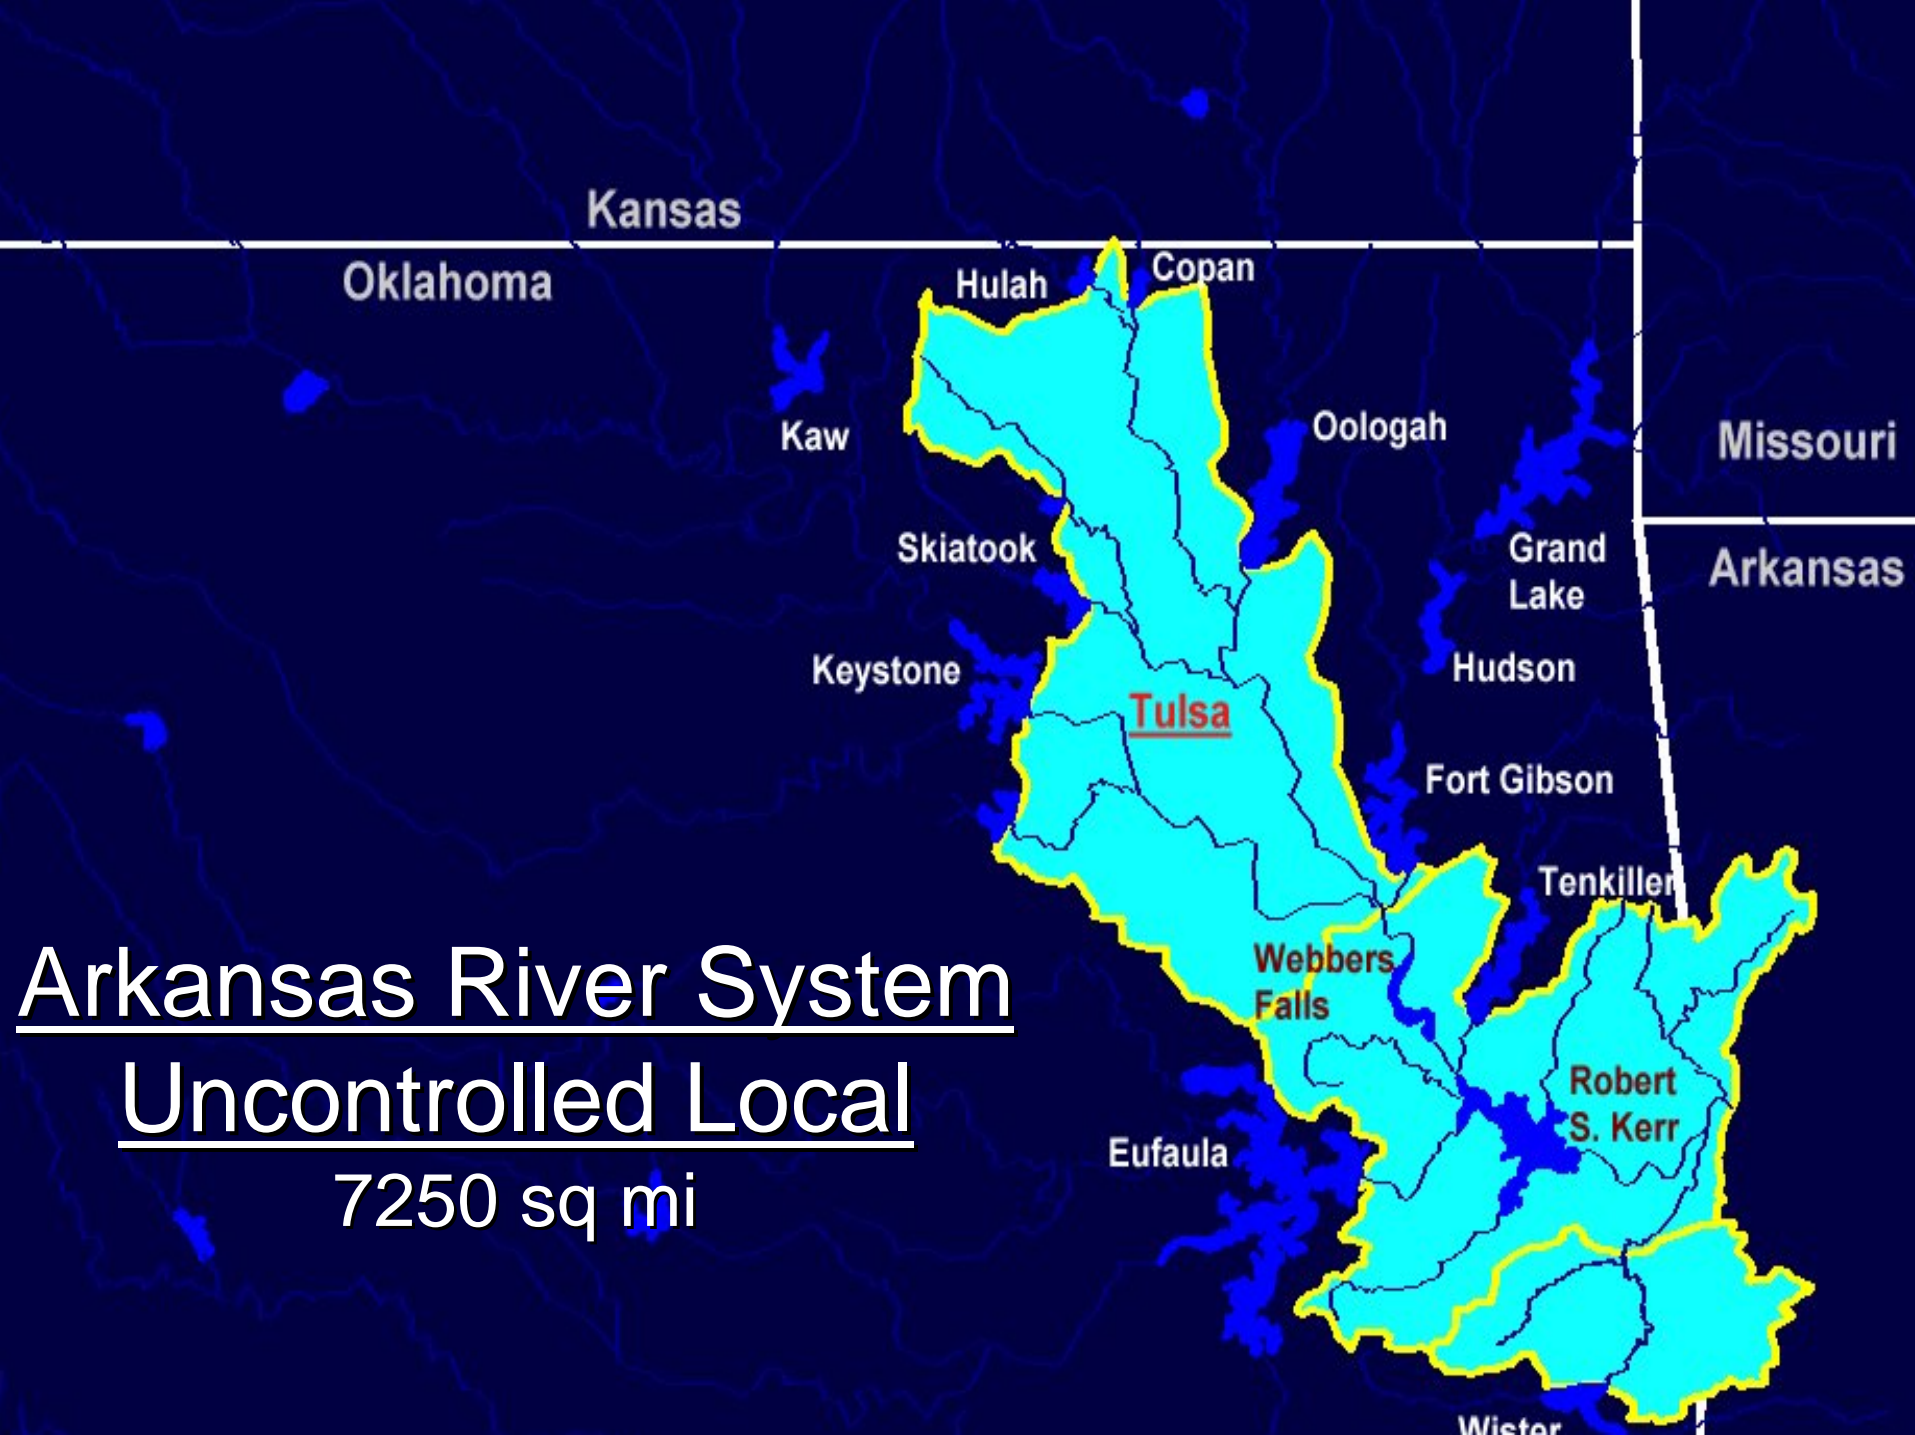 Kansas
Oklahoma
Hulah
Copan
Kaw
Oologah
Missouri
Skiatook
Grand
Lake
Arkansas
Keystone
Hudson
Tulsa
Fort Gibson
Tenkiller
Webbers
Falls
Arkansas River System
Uncontrolled Local
7250 sq mi
Robert
S. Kerr
Eufaula
Wister